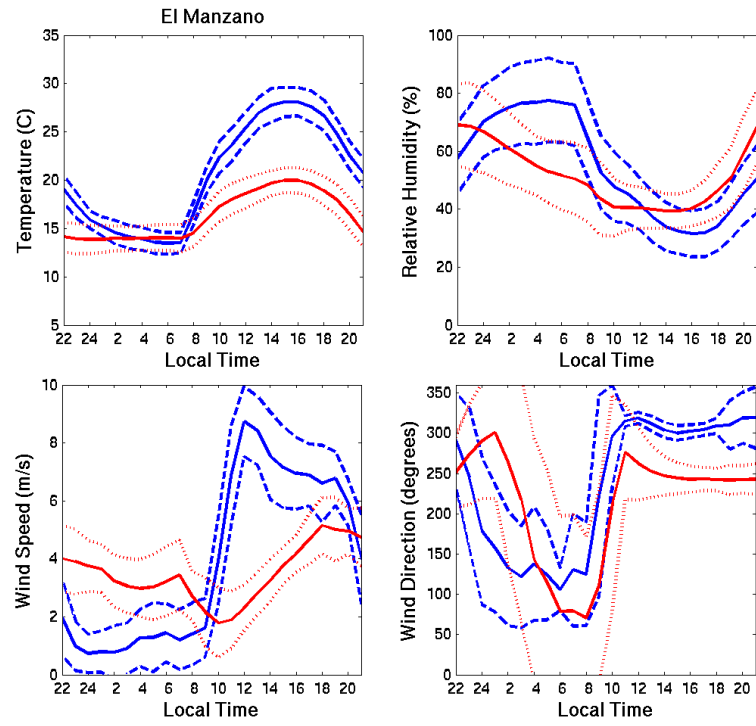 El Manzano
35
30
25
20
15
10
5
Temperature (C)
22 24 2 4 6 8 10 12 14 16 18 20
Local Time
100
80
60
40
20
0
Relative Humidity (%)
22 24 2 4 6 8 10 12 14 16 18 20
Local Time
10
8
6
4
2
0
Wind Speed (m/s)
22 24 2 4 6 8 10 12 14 16 18 20
Local Time
350
300
250
200
150
100
50
0
Wind Direction (degrees)
22 24 2 4 6 8 10 12 14 16 18 20
Local Time